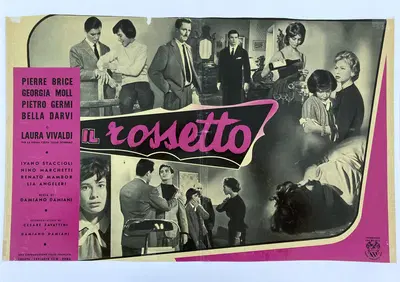 PIERRE BRICE
GEORGIA MOLL
PIETRO GERMI
BELLA DARVI
e
LAURA VIVALDI
IVANO STACCIOLI
NINO MARCHETTI
RENATO MAMBOR
LIA ANGELERI
REGIA DI
DAMIANO DAMIANI
CESARE ZAVATTINI
DAMIANO DAMIANI
IL rossetto